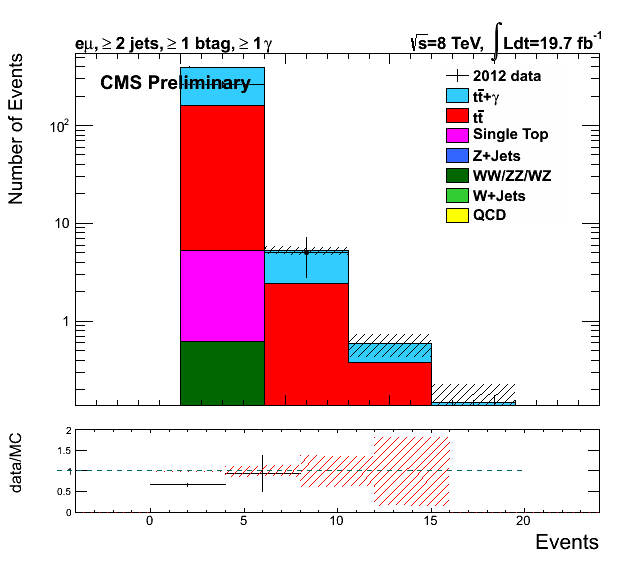 eμ, ≥ 2 jets, ≥ 1 btag, ≥ 1 γ
√s=8 TeV, ∫ Ldt=19.7 fb⁻¹
CMS Preliminary
2012 data
tt̄+γ
tt̄
Single Top
Z+Jets
WW/ZZ/WZ
W+Jets
QCD
Number of Events
10²
10
1
data/MC
2
1.5
1
0.5
0
0 5 10 15 20
Events